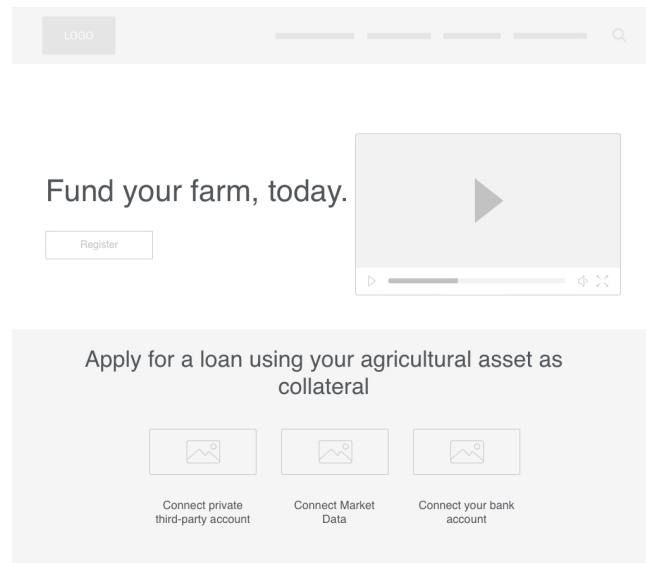 LOGO
Fund your farm, today.
Register
Apply for a loan using your agricultural asset as
collateral
Connect private
third-party account
Connect Market
Data
Connect your bank
account